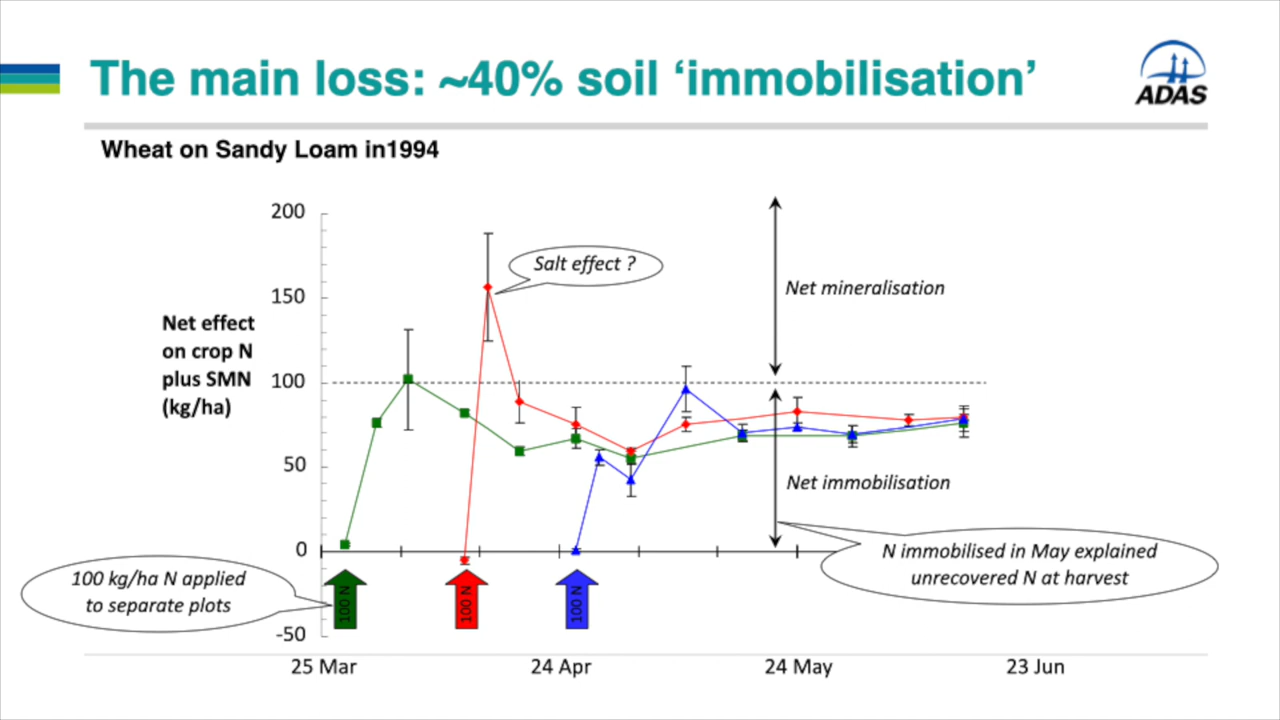 The main loss: ~40% soil ‘immobilisation’
ADAS
Wheat on Sandy Loam in1994
200
150
100
50
0
-50
Net effect
on crop N
plus SMN
(kg/ha)
Salt effect ?
Net mineralisation
Net immobilisation
N immobilised in May explained
unrecovered N at harvest
100 kg/ha N applied
to separate plots
100 N
100 N
100 N
25 Mar
24 Apr
24 May
23 Jun